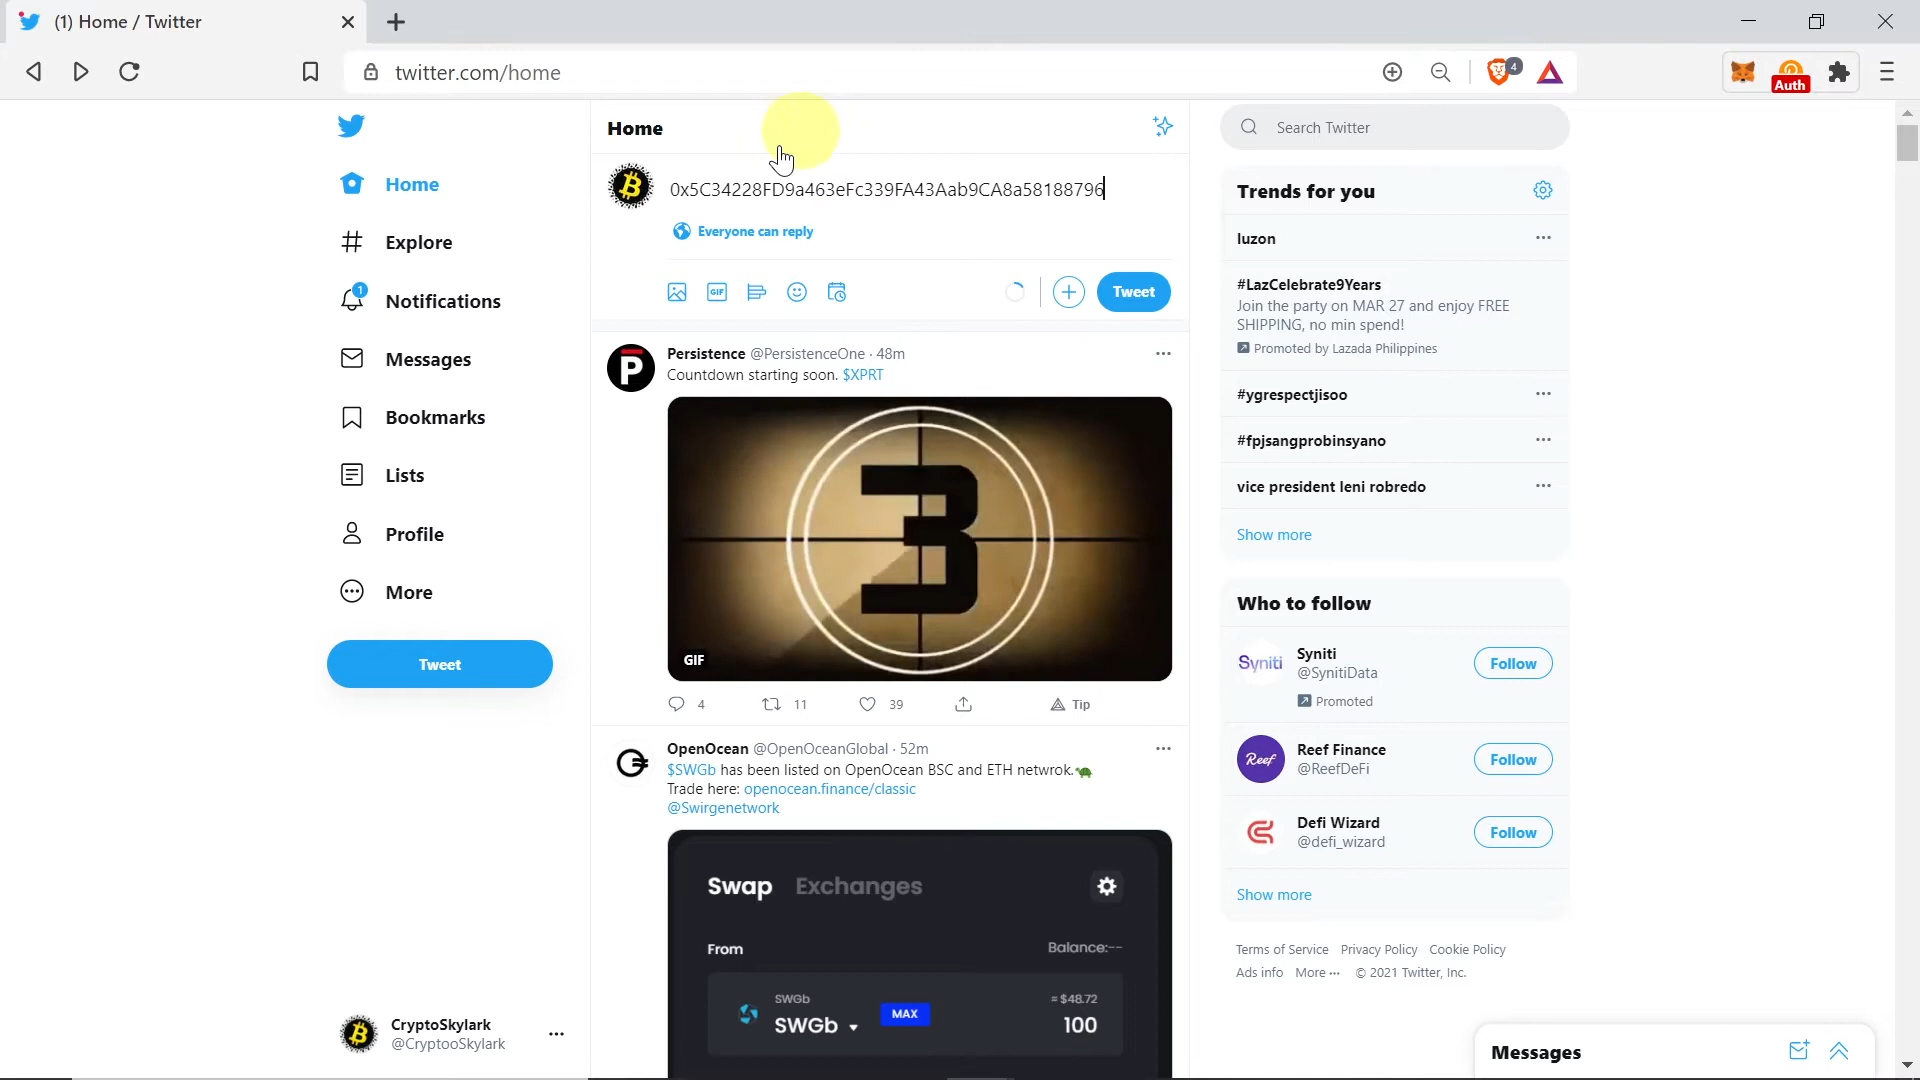 (1) Home / Twitter
twitter.com/home
4
Auth
Home
Explore
1
Notifications
Messages
Bookmarks
Lists
Profile
More
Tweet
CryptoSkylark
@CryptooSkylark
Home
0x5C34228FD9a463eFc339FA43Aab9CA8a58188796
Everyone can reply
GIF
Tweet
Persistence @PersistenceOne · 48m
Countdown starting soon. $XPRT
3
GIF
4 11 39 Tip
OpenOcean @OpenOceanGlobal · 52m
$SWGb has been listed on OpenOcean BSC and ETH netwrok.
Trade here: openocean.finance/classic
@Swirgenetwork
Swap Exchanges
From Balance:--
SWGb ≈ $48.72
SWGb MAX 100
Search Twitter
Trends for you
luzon
#LazCelebrate9Years
Join the party on MAR 27 and enjoy FREE
SHIPPING, no min spend!
Promoted by Lazada Philippines
#ygrespectjisoo
#fpjsangprobinsyano
vice president leni robredo
Show more
Who to follow
Syniti
Syniti
@SynitiData
Promoted
Follow
Reef
Reef Finance
@ReefDeFi
Follow
Defi Wizard
@defi_wizard
Follow
Show more
Terms of Service Privacy Policy Cookie Policy
Ads info More ··· © 2021 Twitter, Inc.
Messages